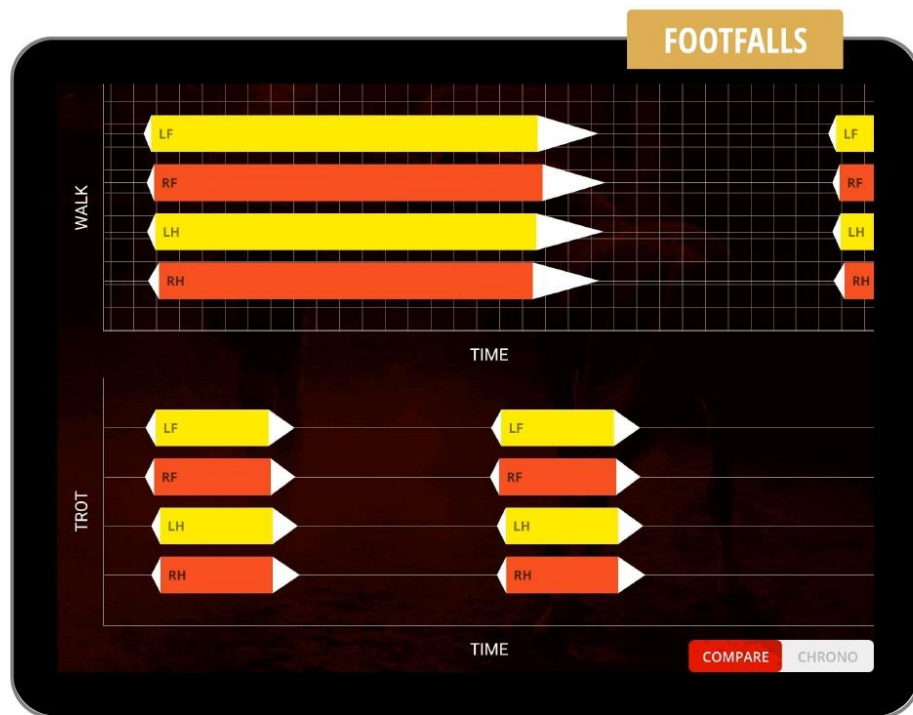 FOOTFALLS
WALK
LF LF
RF RF
LH LH
RH RH
TIME
TROT
LF LF
RF RF
LH LH
RH RH
TIME
COMPARE CHRONO